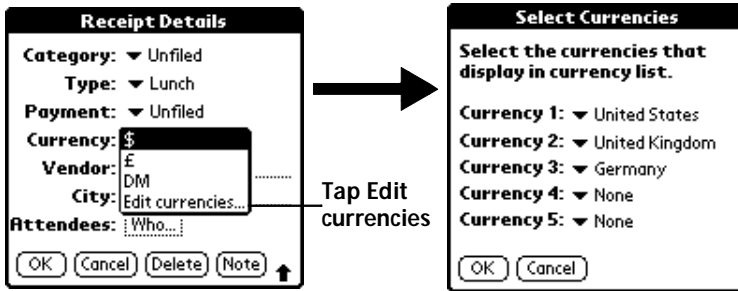 Receipt Details
Category: Unfiled
Type: Lunch
Payment: Unfiled
Currency: $
£
DM
Edit currencies...
Vendor:
City:
Attendees: Who...
OK Cancel Delete Note
Tap Edit
currencies
Select Currencies
Select the currencies that
display in currency list.
Currency 1: United States
Currency 2: United Kingdom
Currency 3: Germany
Currency 4: None
Currency 5: None
OK Cancel